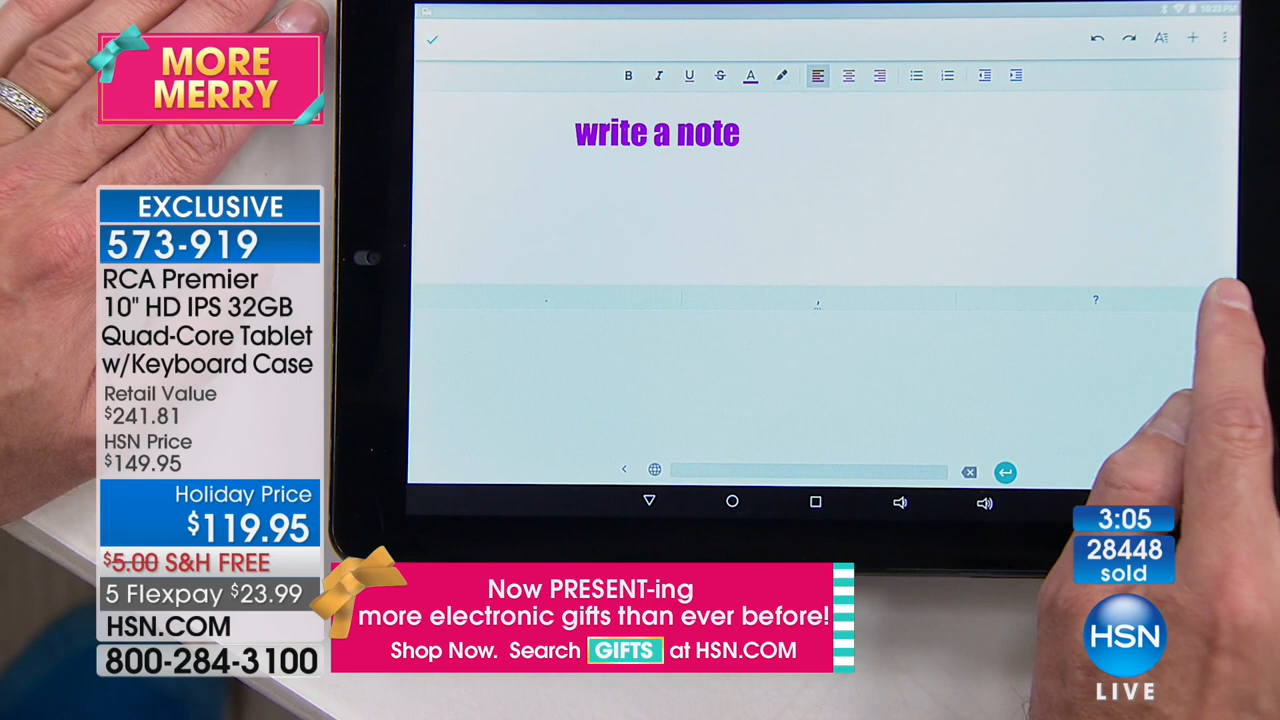 MORE
MERRY
EXCLUSIVE
573-919
RCA Premier
10" HD IPS 32GB
Quad-Core Tablet
w/Keyboard Case
Retail Value
$241.81
HSN Price
$149.95
Holiday Price
$119.95
$5.00 S&H FREE
5 Flexpay $23.99
HSN.COM
800-284-3100
10:23 PM
B I U S A
write a note
. , ?
Now PRESENT-ing
more electronic gifts than ever before!
Shop Now. Search GIFTS at HSN.COM
3:05
28448
sold
HSN
LIVE